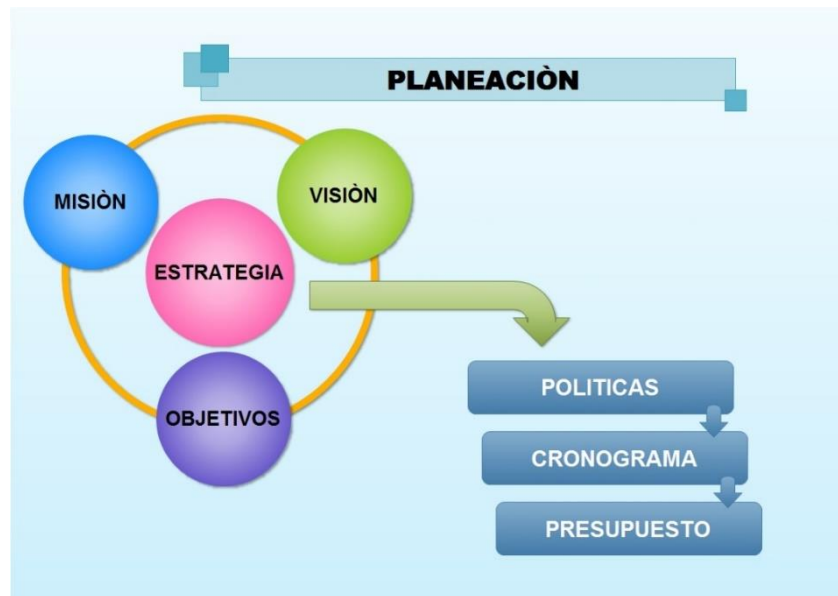 PLANEACIÒN
MISIÒN
VISIÒN
ESTRATEGIA
OBJETIVOS
POLITICAS
CRONOGRAMA
PRESUPUESTO